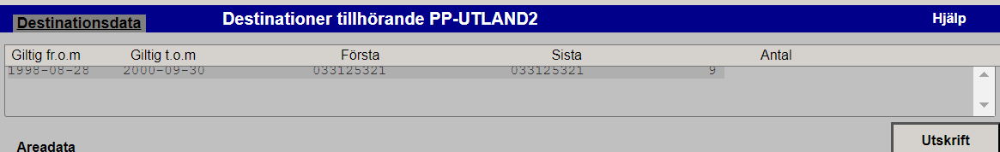 Destinationsdata Destinationer tillhörande PP-UTLAND2 Hjälp
Giltig fr.o.m Giltig t.o.m Första Sista Antal
1998-08-28 2000-09-30 033125321 033125321 9
Utskrift
Areadata